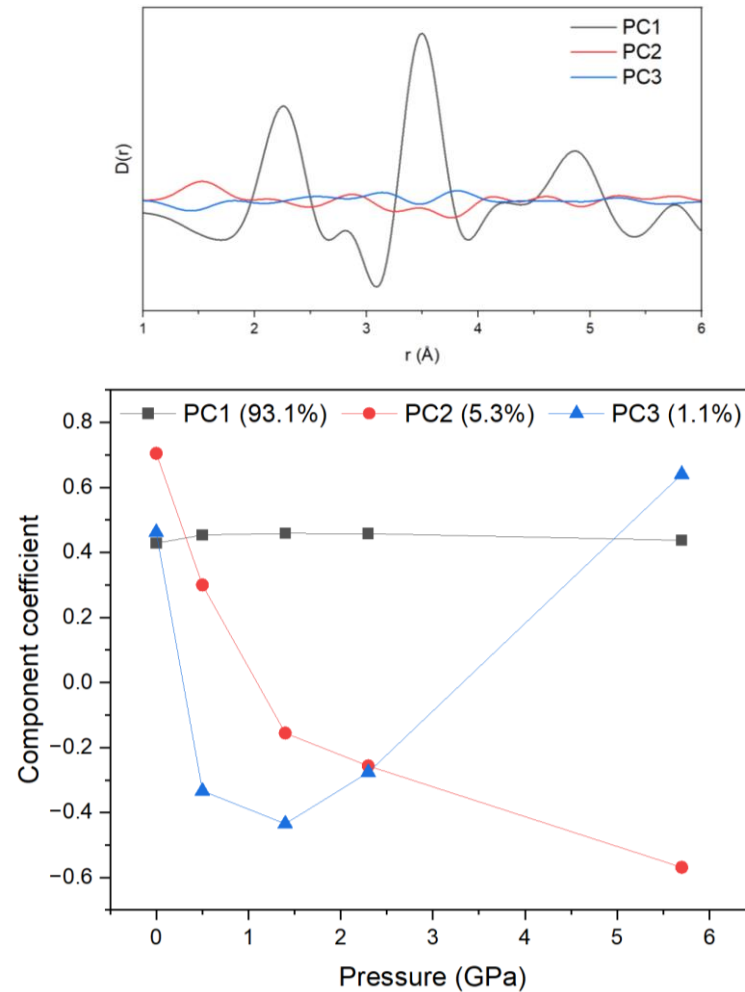 PC1
PC2
PC3
D(r)
1 2 3 4 5 6
r (Å)
PC1 (93.1%) PC2 (5.3%) PC3 (1.1%)
0.8
0.6
0.4
0.2
0.0
−0.2
−0.4
−0.6
Component coefficient
0 1 2 3 4 5 6
Pressure (GPa)